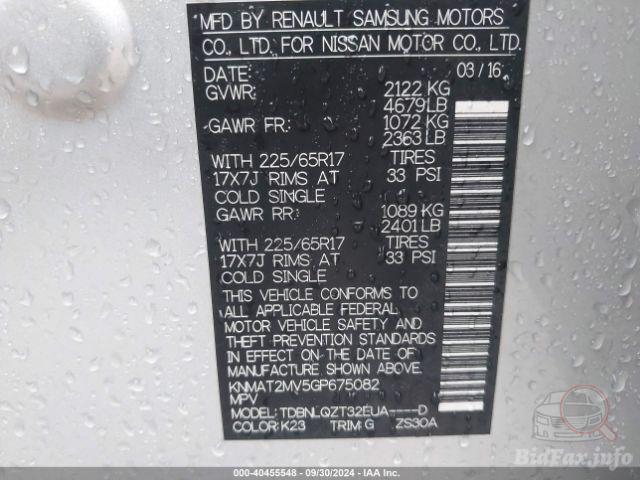 MFD BY RENAULT SAMSUNG MOTORS
CO., LTD. FOR NISSAN MOTOR CO., LTD.
DATE: 03/16
GVWR: 2122 KG
4679LB
GAWR FR: 1072 KG
2363LB
WITH 225/65R17 TIRES
17X7J RIMS AT 33 PSI
COLD SINGLE
GAWR RR: 1089 KG
2401LB
WITH 225/65R17 TIRES
17X7J RIMS AT 33 PSI
COLD SINGLE
THIS VEHICLE CONFORMS TO
ALL APPLICABLE FEDERAL
MOTOR VEHICLE SAFETY AND
THEFT PREVENTION STANDARDS
IN EFFECT ON THE DATE OF
MANUFACTURE SHOWN ABOVE.
KNMAT2MV5GP675082
MPV
MODEL: TDBNLQZT32EUA----D
COLOR: K23 TRIM: G ZS30A
000-40455548 - 09/30/2024 - IAA Inc.
BidFax.info